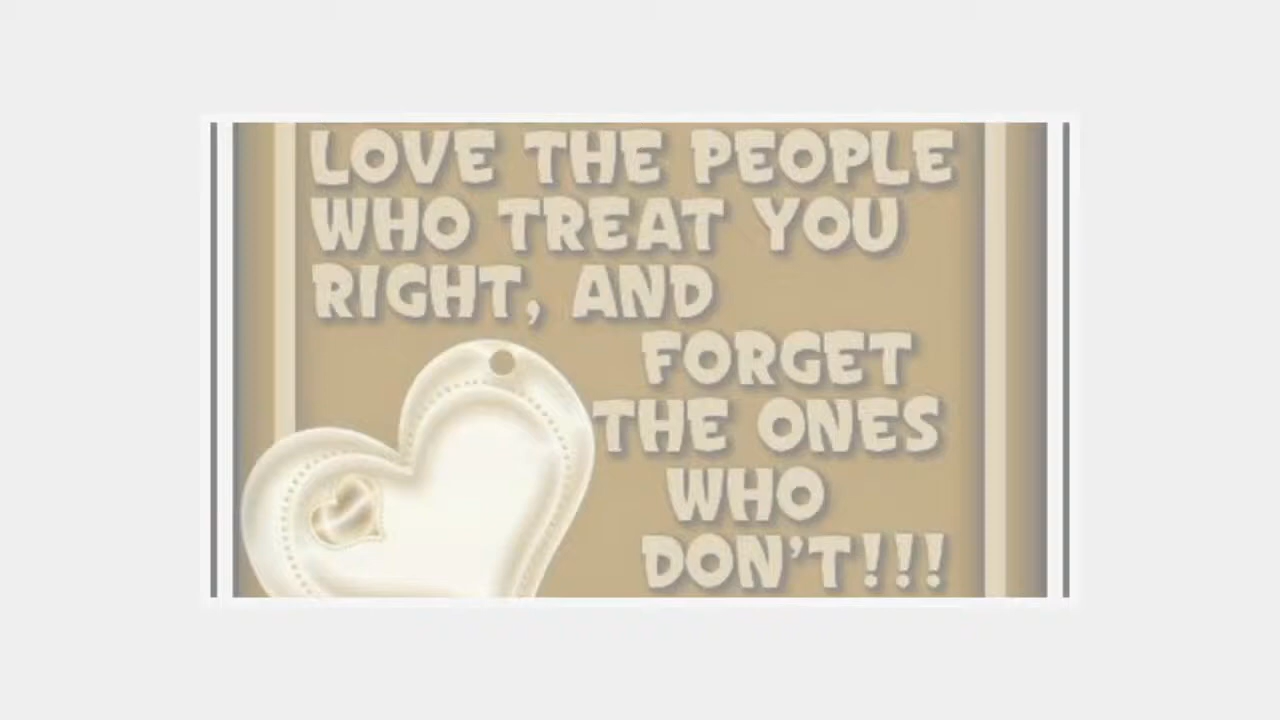 LOVE THE PEOPLE
WHO TREAT YOU
RIGHT, AND
FORGET
THE ONES
WHO
DON'T!!!